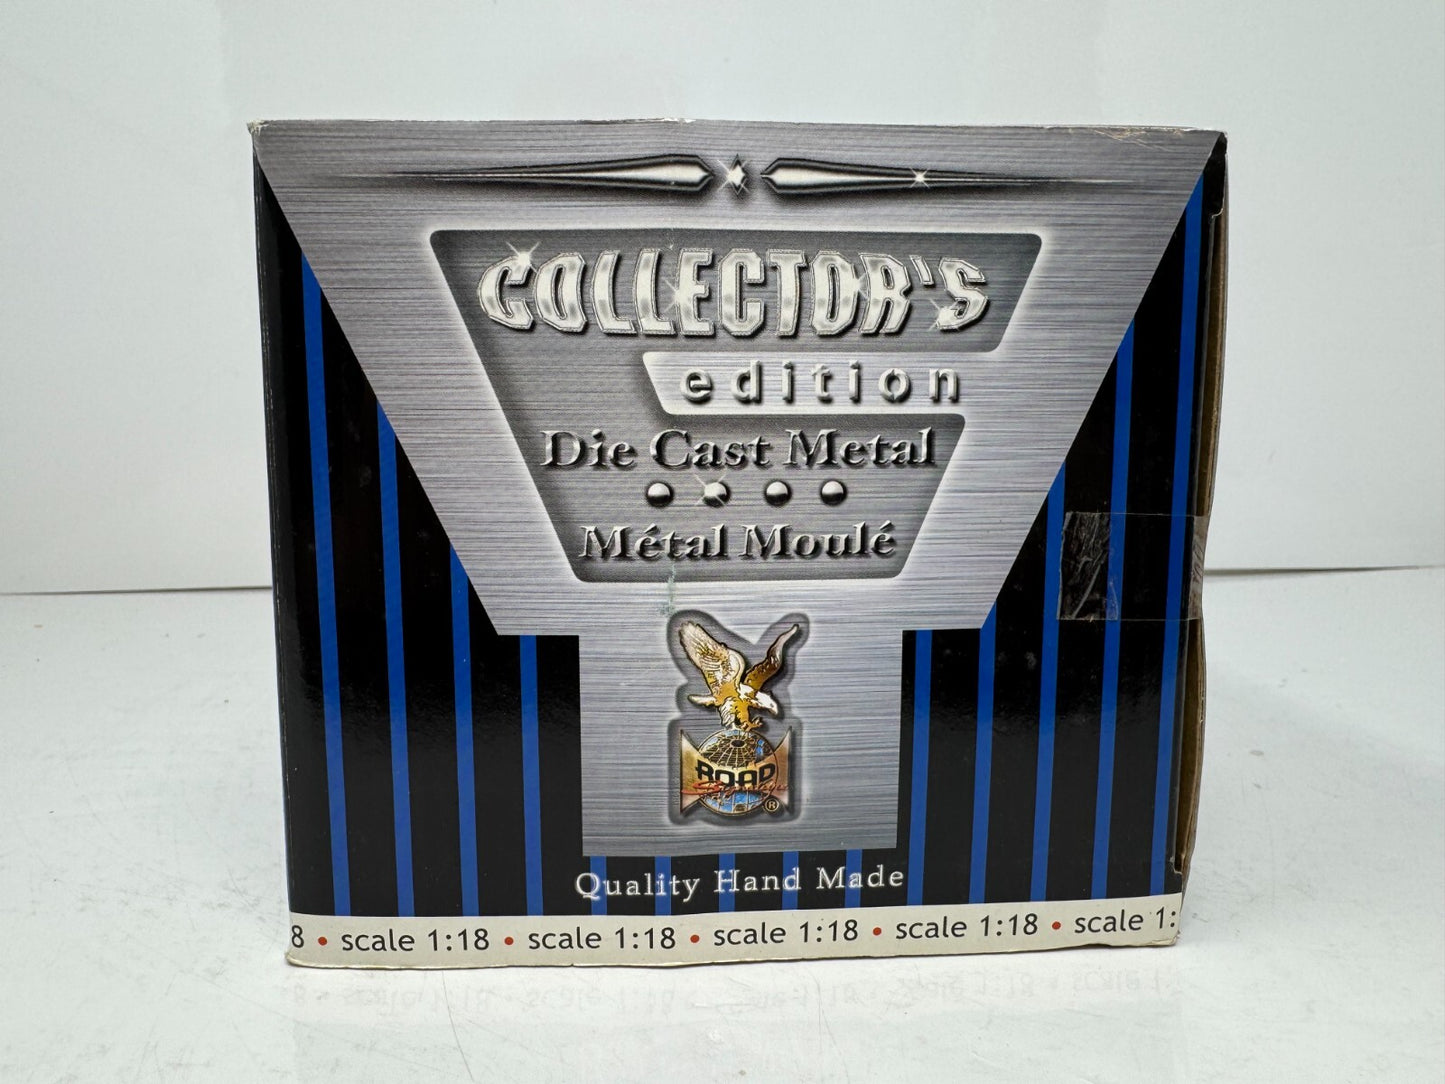 COLLECTOR'S
edition
Die Cast Metal
Métal Moulé
ROAD
Signature
®
Quality Hand Made
8 • scale 1:18 • scale 1:18 • scale 1:18 • scale 1:18 • scale 1: